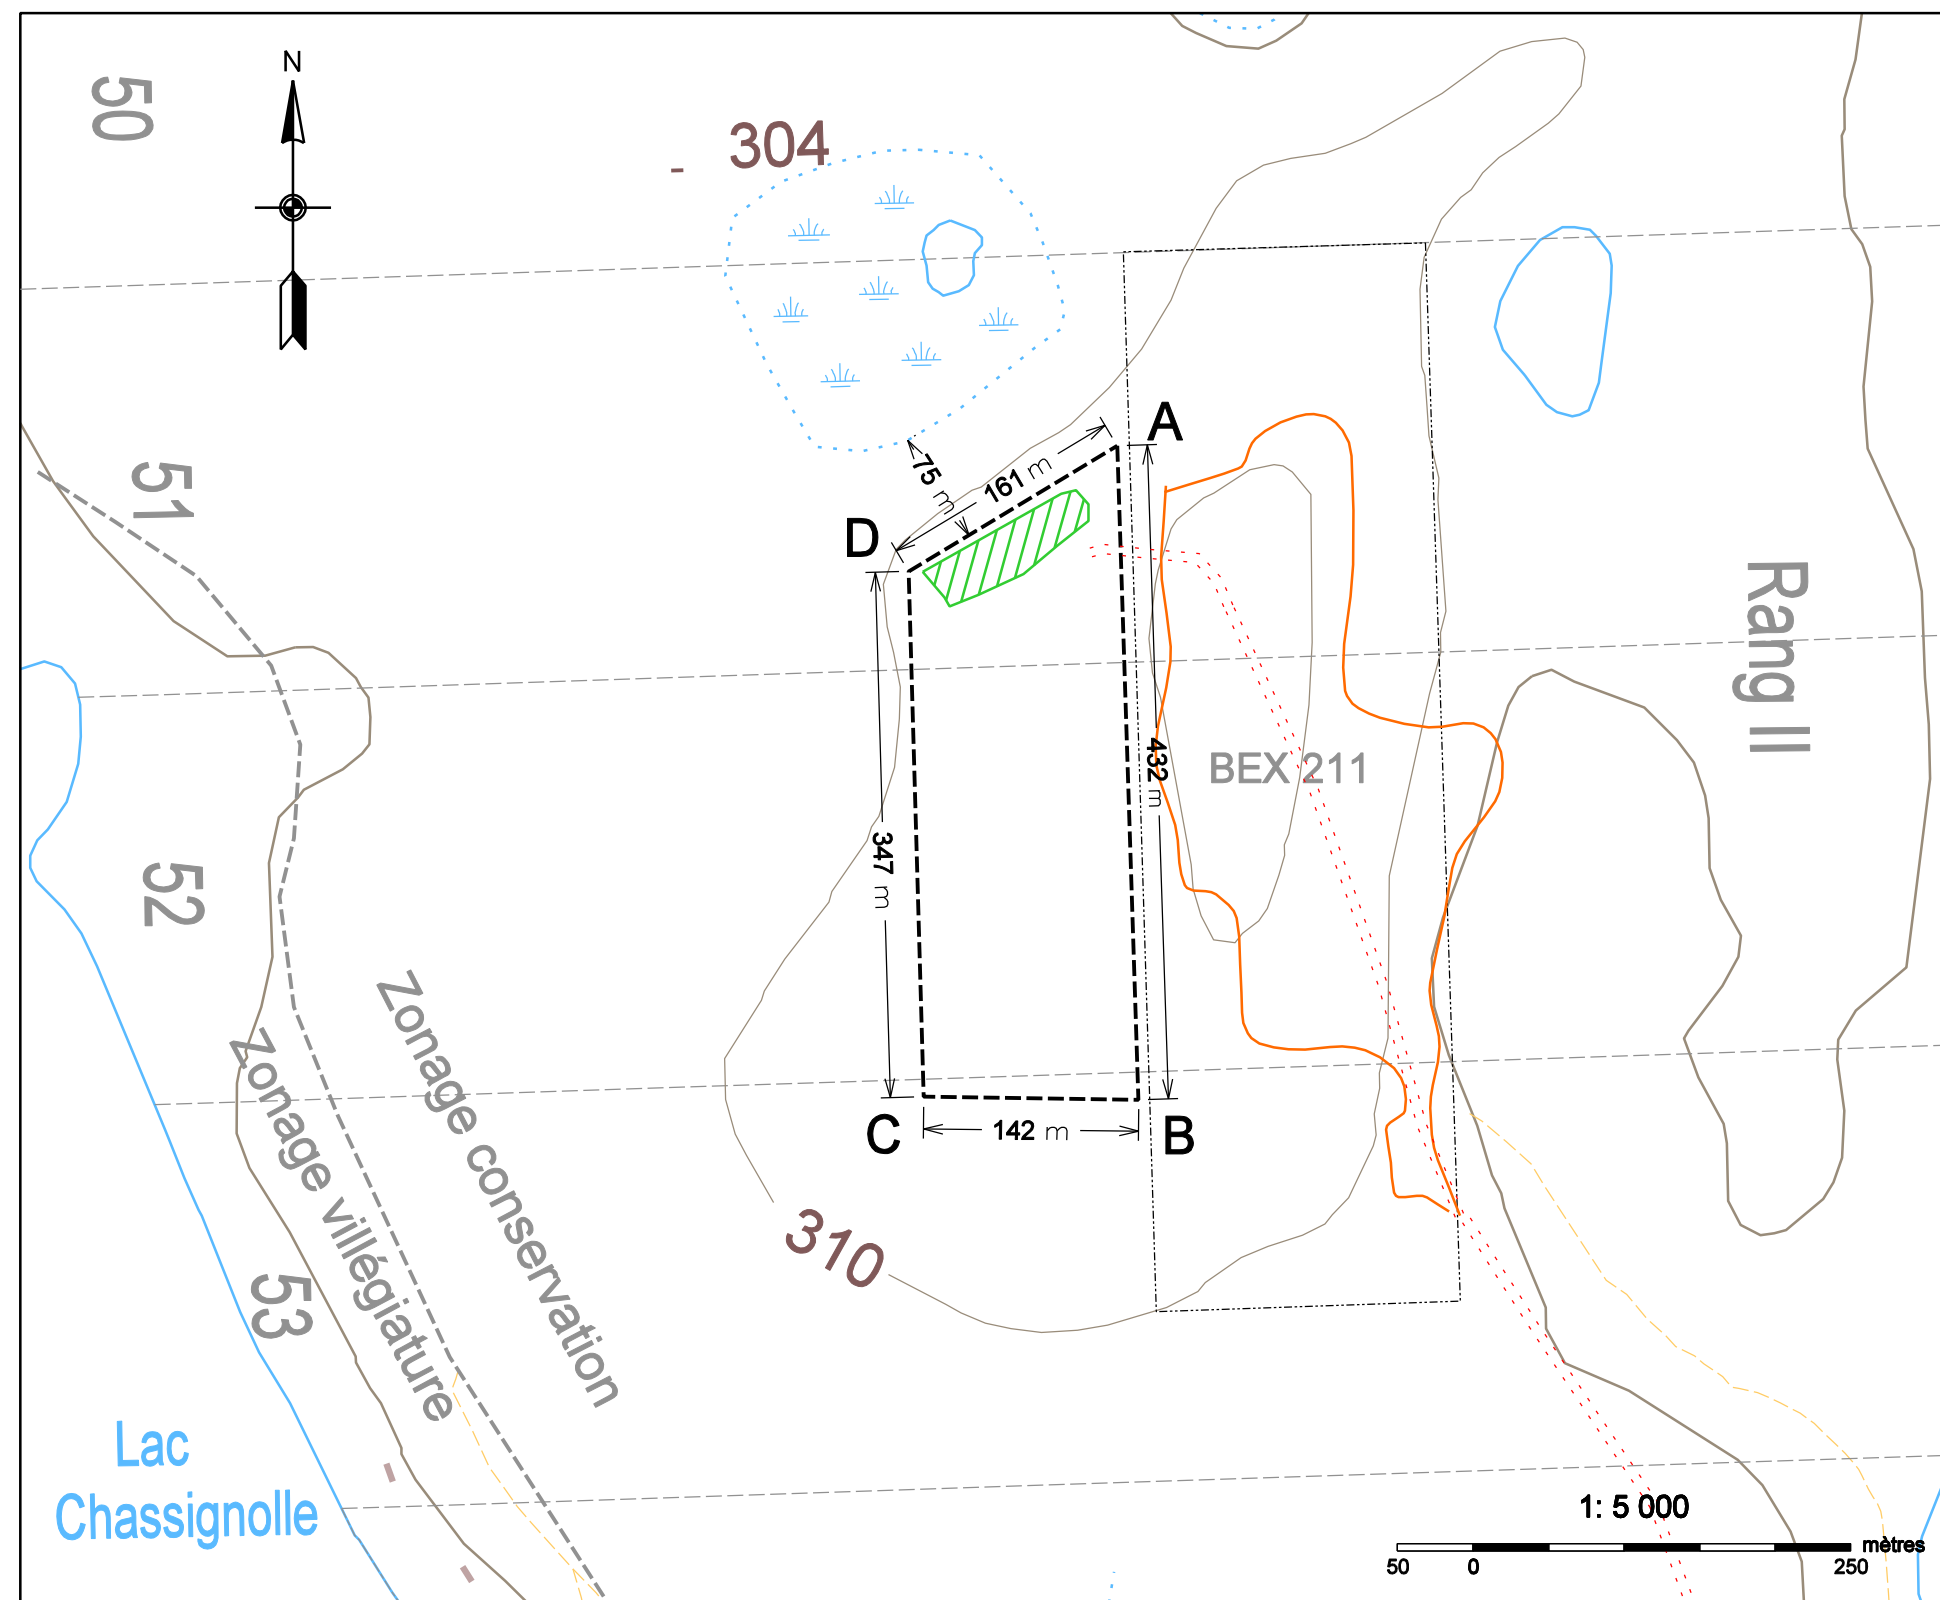 N
50
304
A
161 m
75 m
D
51
Rang II
432 m
BEX 211
347 m
52
C
142 m
B
Zonage conservation
Zonage villégiature
310
53
Lac
Chassignolle
1: 5 000
mètres
50 0 250